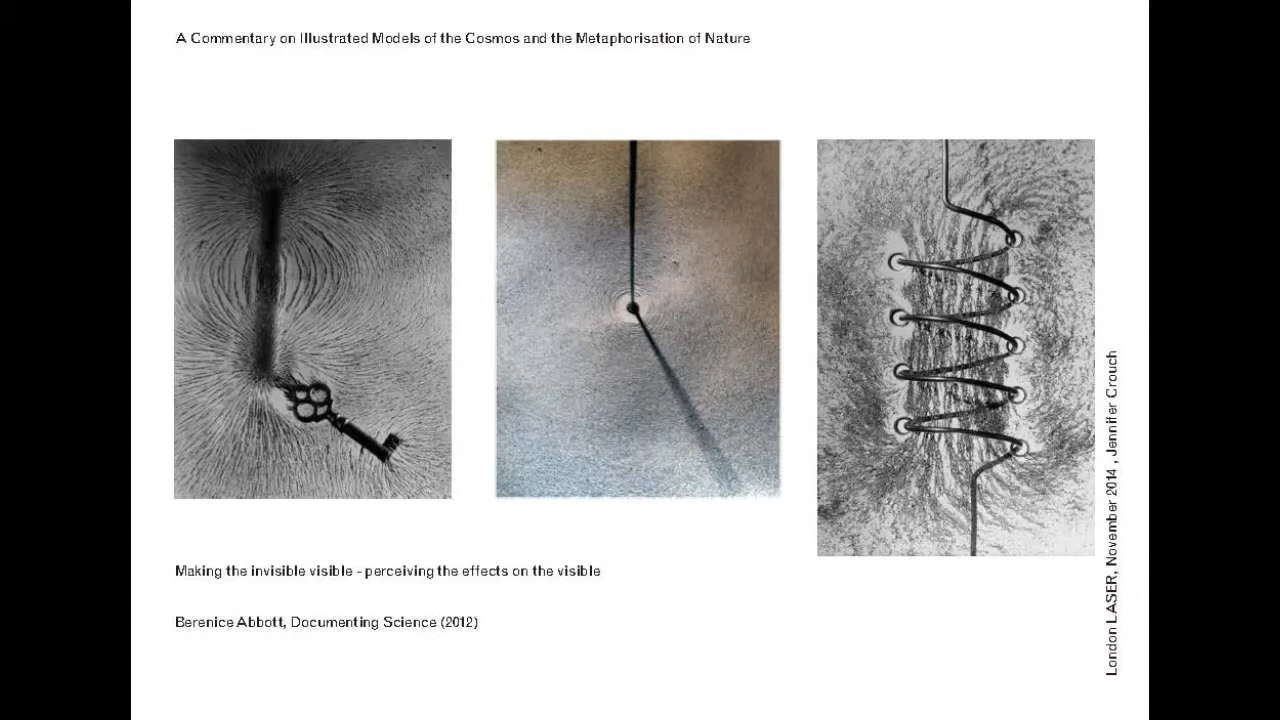 A Commentary on Illustrated Models of the Cosmos and the Metaphorisation of Nature
Making the invisible visible - perceiving the effects on the visible
Berenice Abbott, Documenting Science (2012)
London LASER, November 2014 , Jennifer Crouch